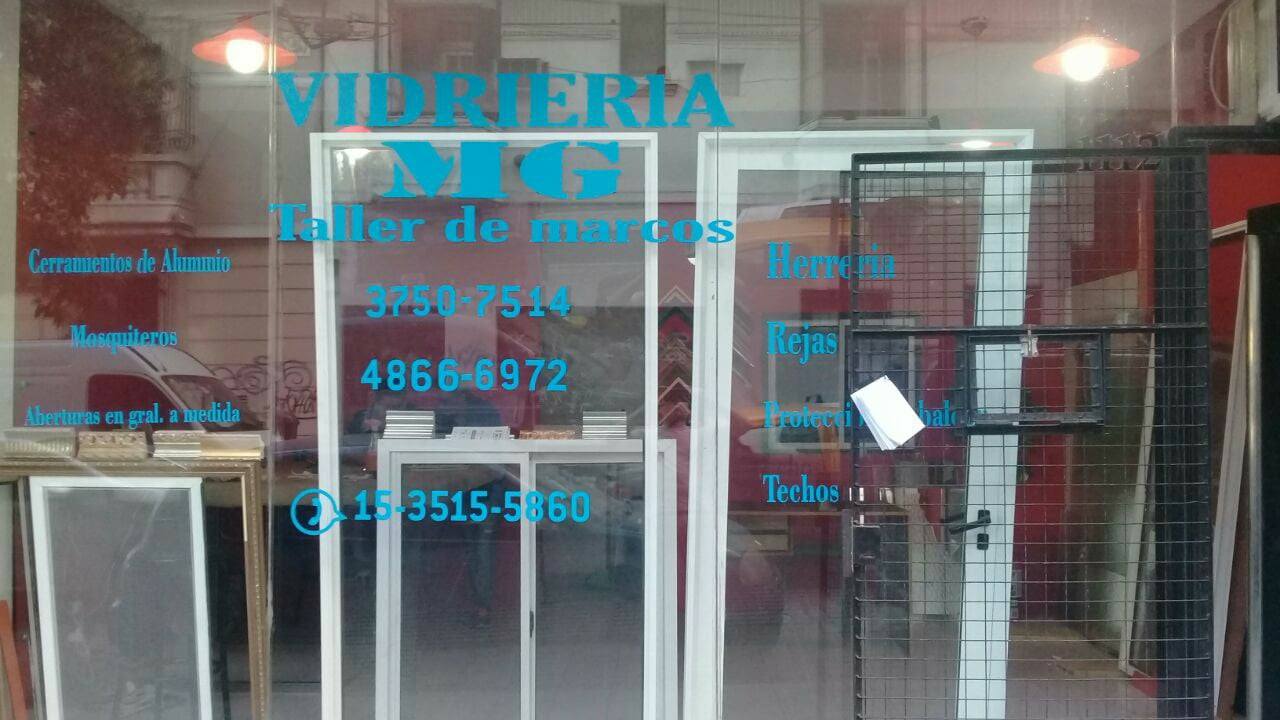 VIDRIERIA
MG
Taller de marcos
3750-7514
4866-6972
15-3515-5860
Cerramientos de Aluminio
Mosquiteros
Aberturas en gral. a medida
Herreria
Rejas
Techos